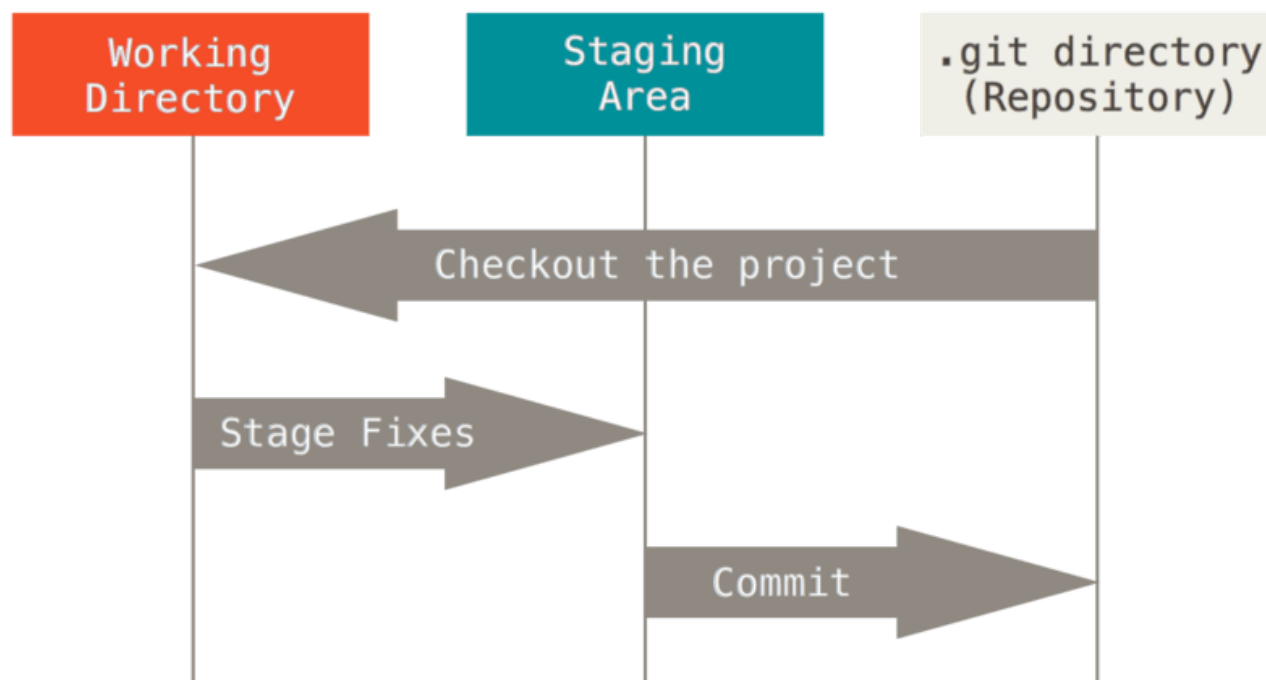 Working
Directory
Staging
Area
.git directory
(Repository)
Checkout the project
Stage Fixes
Commit